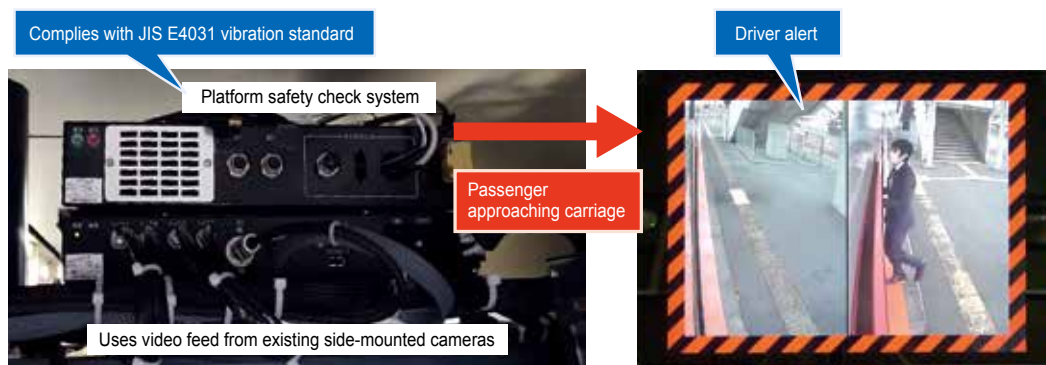 Complies with JIS E4031 vibration standard
Driver alert
Platform safety check system
Passenger
approaching carriage
Uses video feed from existing side-mounted cameras